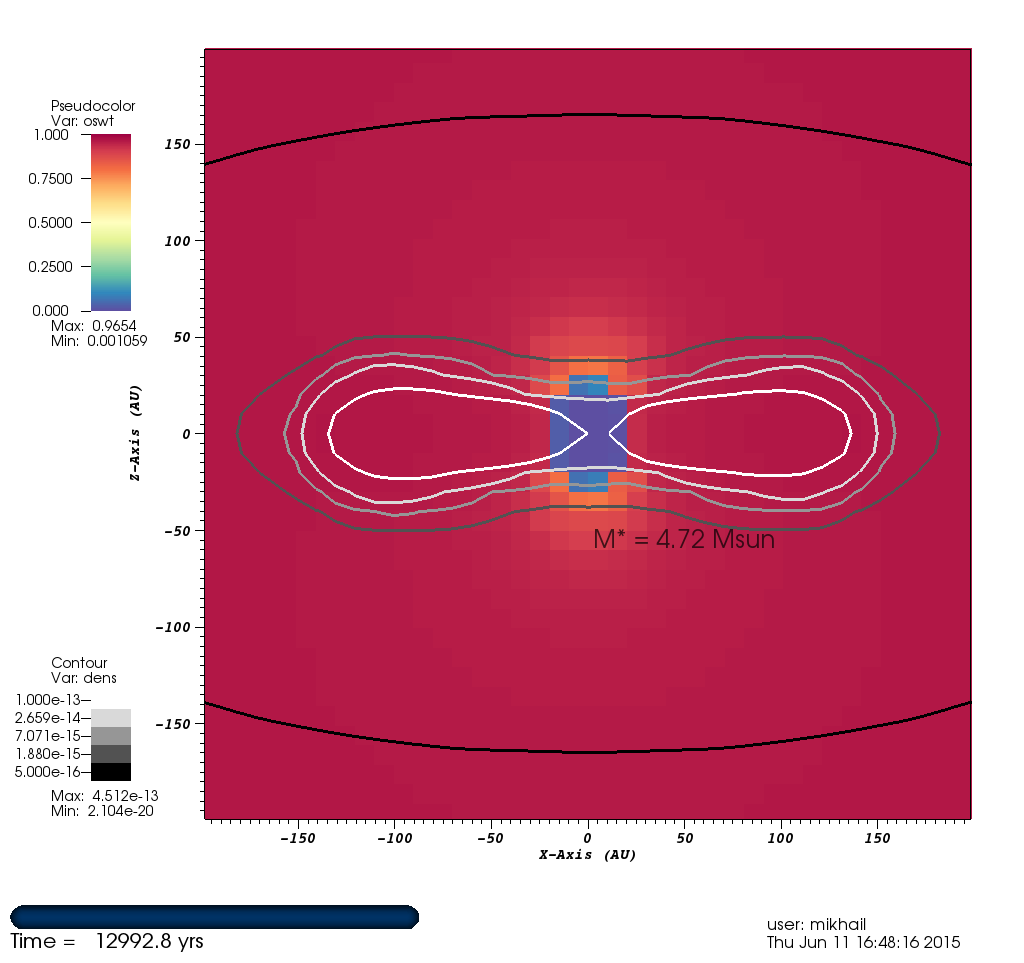 Pseudocolor
Var: oswt
1.000
0.7500
0.5000
0.2500
0.000
Max: 0.9654
Min: 0.001059
Z-Axis (AU)
150
100
50
0
-50
-100
-150
M* = 4.72 Msun
Contour
Var: dens
1.000e-13
2.659e-14
7.071e-15
1.880e-15
5.000e-16
Max: 4.512e-13
Min: 2.104e-20
-150 -100 -50 0 50 100 150
X-Axis (AU)
Time = 12992.8 yrs
user: mikhail
Thu Jun 11 16:48:16 2015